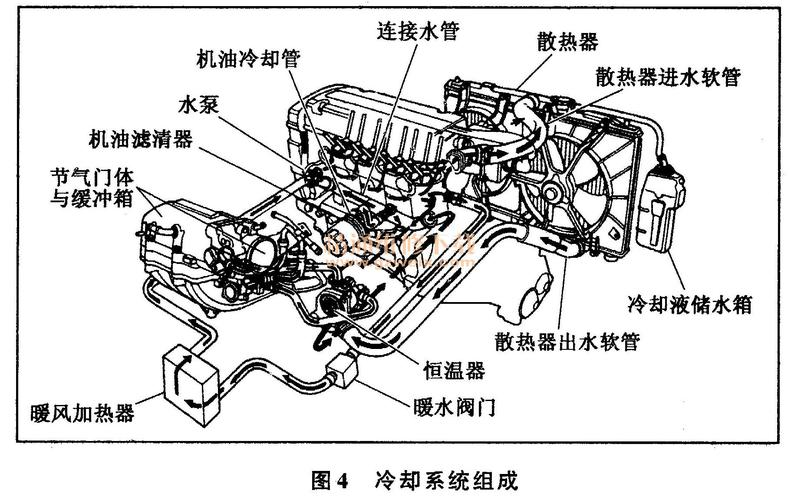 连接水管
机油冷却管
散热器
散热器进水软管
水泵
机油滤清器
节气门体
与缓冲箱
冷却液储水箱
散热器出水软管
恒温器
暖风加热器
暖水阀门
图4 冷却系统组成